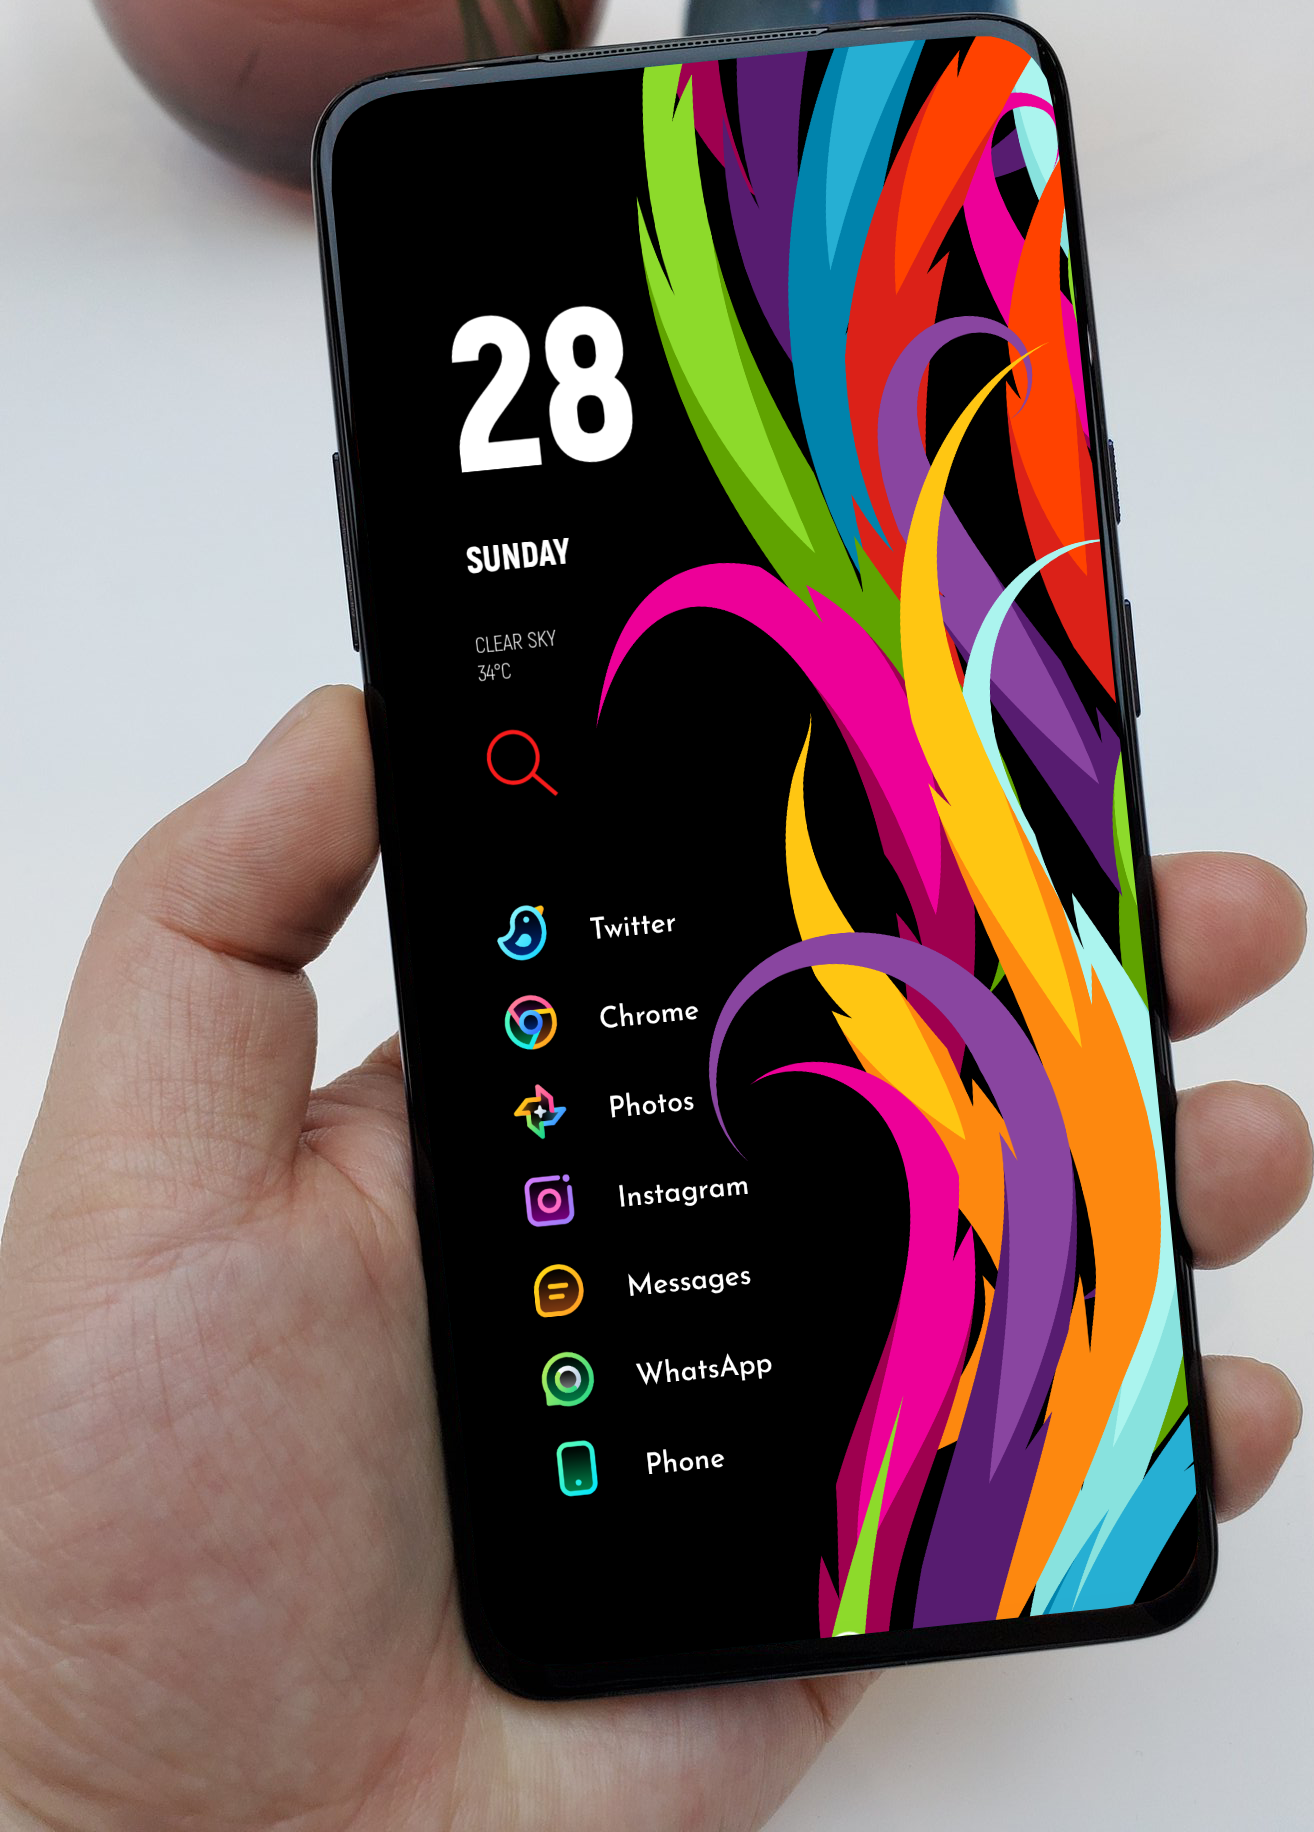 28
SUNDAY
CLEAR SKY
34°C
Twitter
Chrome
Photos
Instagram
Messages
WhatsApp
Phone